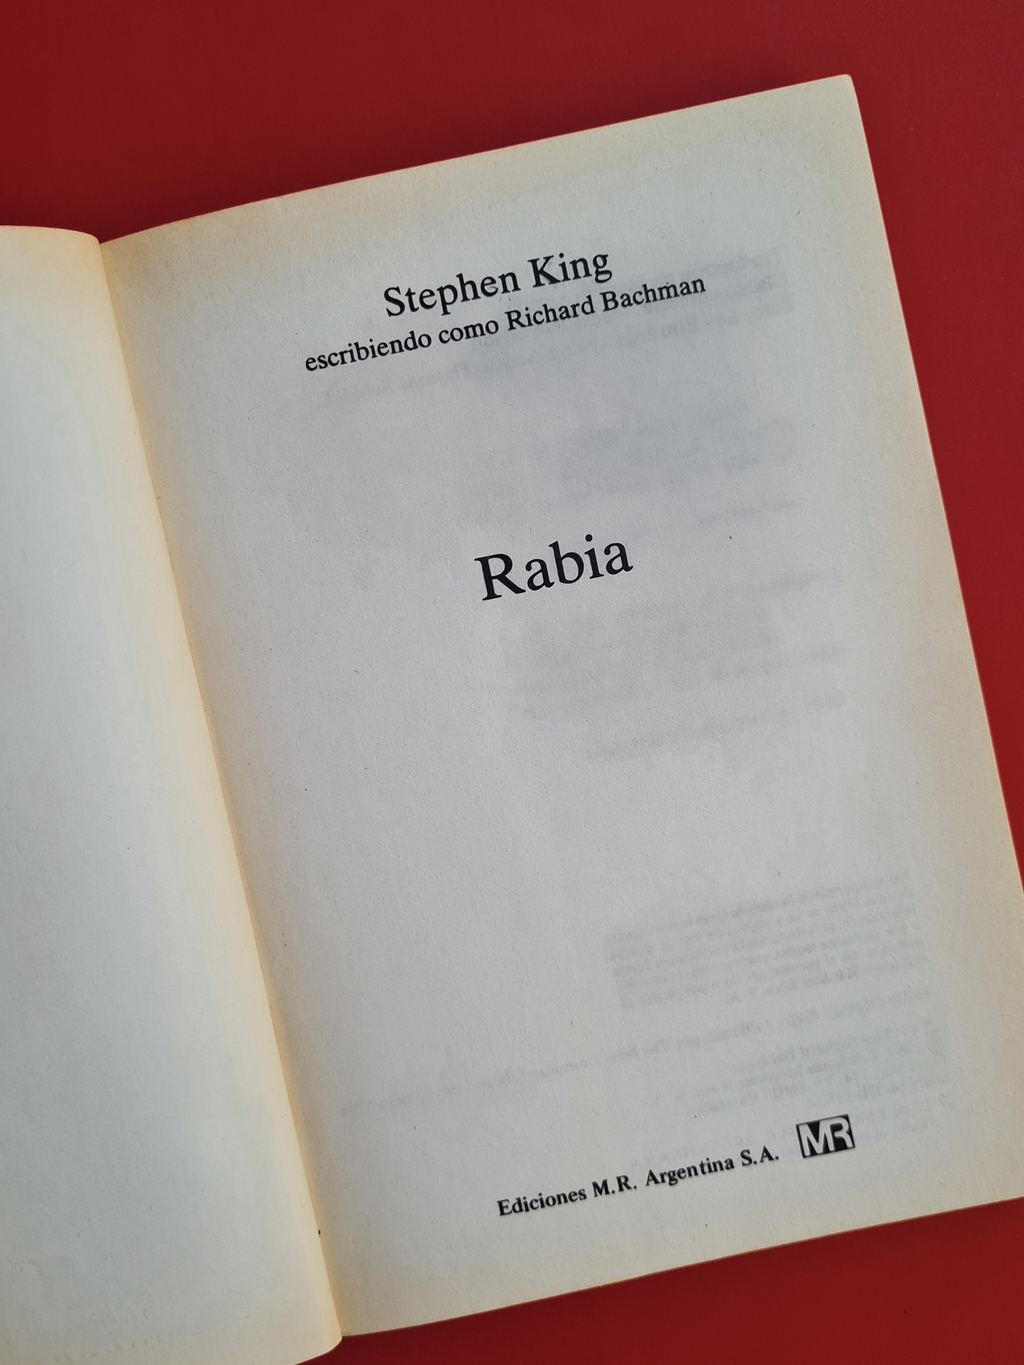 Stephen King
escribiendo como Richard Bachman
Rabia
Ediciones M.R. Argentina S.A. MR